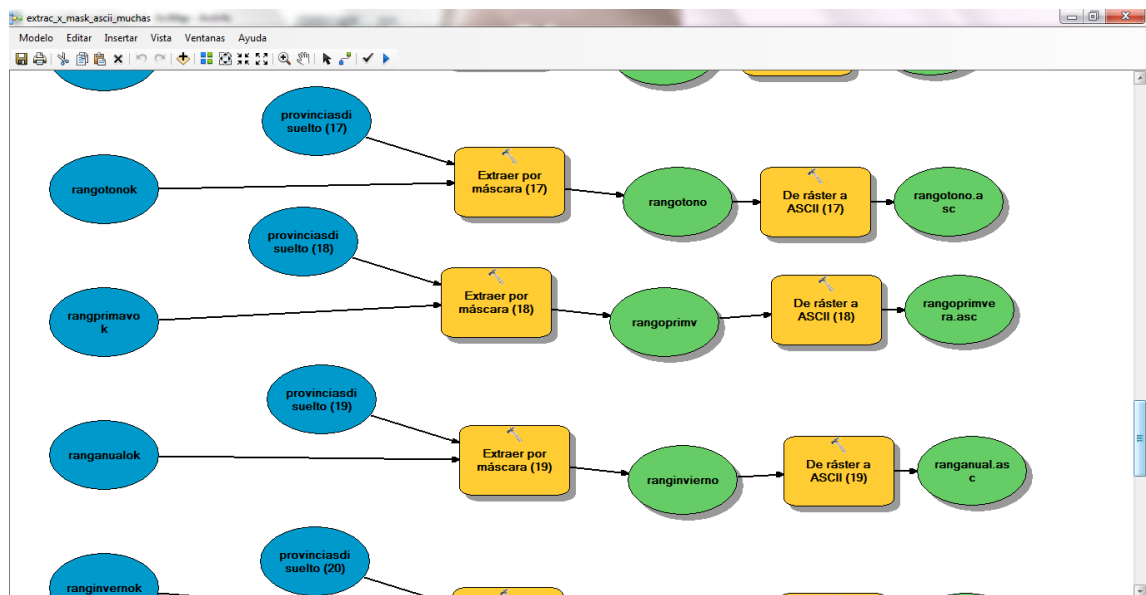 extrac_x_mask_ascii_muchas
Modelo Editar Insertar Vista Ventanas Ayuda
provinciasdi
suelto (17)
rangotonok
Extraer por
máscara (17)
rangotono
De ráster a
ASCII (17)
rangotono.a
sc
provinciasdi
suelto (18)
rangprimavo
k
Extraer por
máscara (18)
rangoprimv
De ráster a
ASCII (18)
rangoprimve
ra.asc
provinciasdi
suelto (19)
ranganualok
Extraer por
máscara (19)
ranginvierno
De ráster a
ASCII (19)
ranganual.as
c
provinciasdi
suelto (20)
ranginvernok